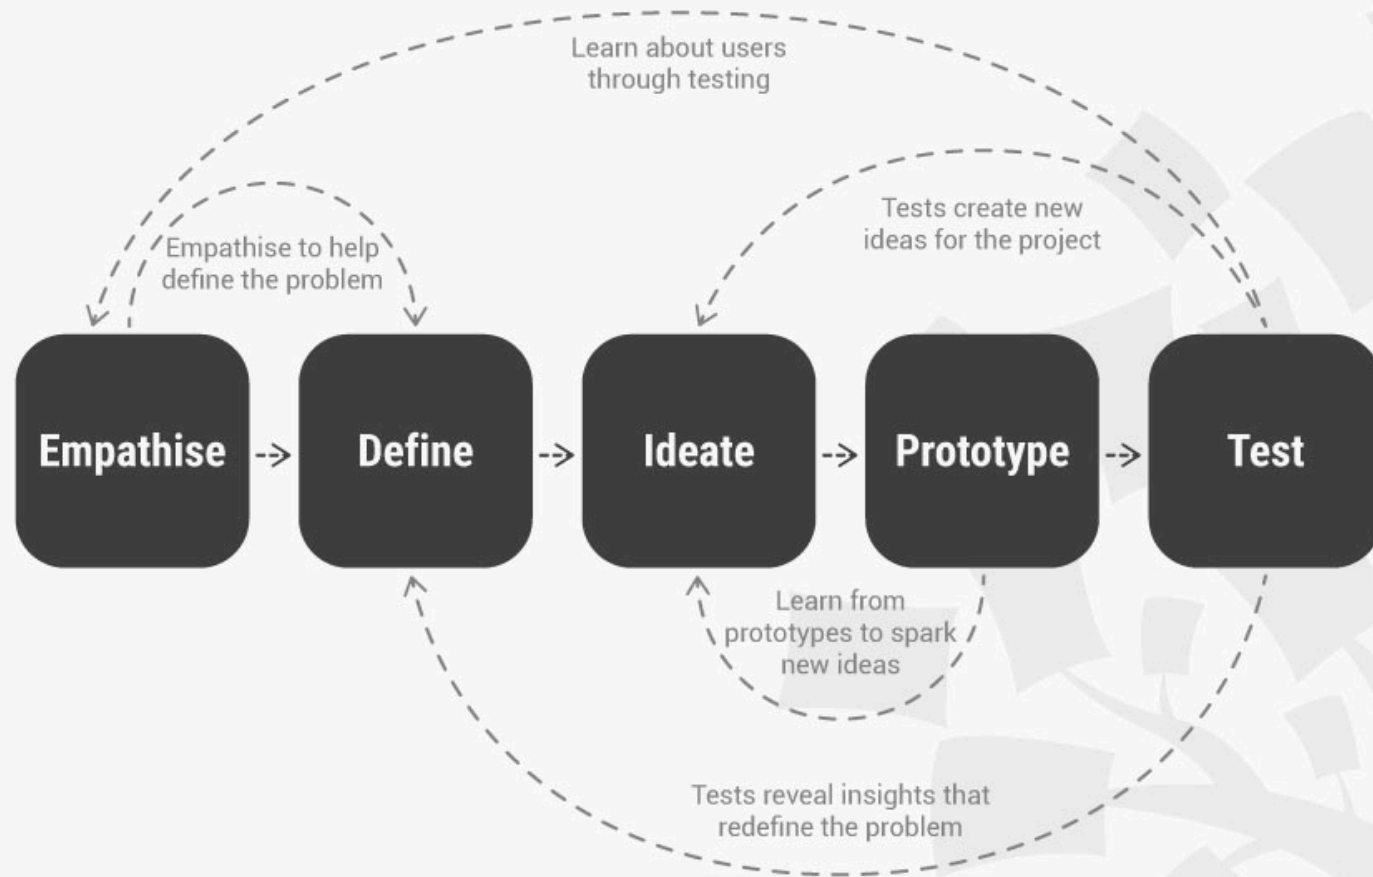 Learn about users
through testing
Tests create new
ideas for the project
Empathise to help
define the problem
Empathise
Define
Ideate
Prototype
Test
Learn from
prototypes to spark
new ideas
Tests reveal insights that
redefine the problem